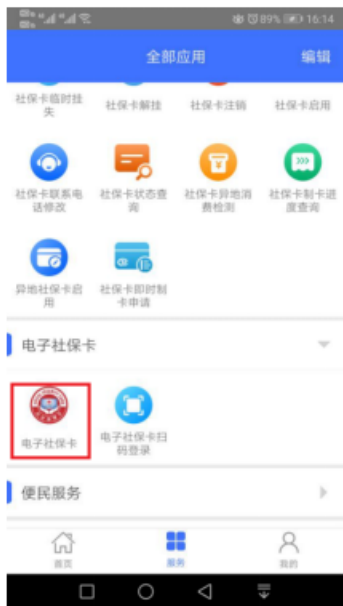 89% 16:14
全部应用 编辑
社保卡临时挂 社保卡解挂 社保卡注销 社保卡启用
失
社保卡联系电 社保卡状态查 社保卡异地消 社保卡制卡进
话修改 询 费检测 度查询
异地社保卡启 社保卡即时制
用 卡申请
电子社保卡
电子社保卡 电子社保卡扫
码登录
便民服务
首页 服务 我的